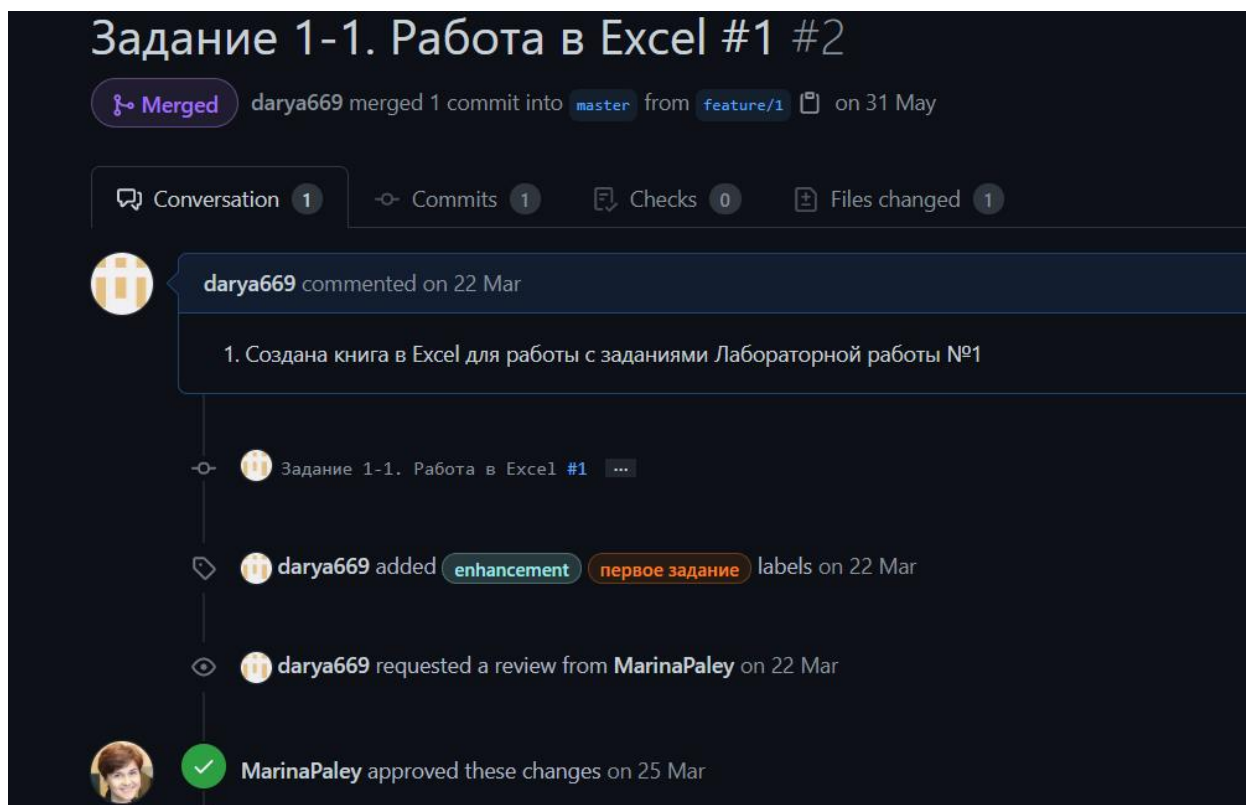 Задание 1-1. Работа в Excel #1 #2
Merged darya669 merged 1 commit into master from feature/1 on 31 May
Conversation 1 Commits 1 Checks 0 Files changed 1
darya669 commented on 22 Mar
1. Создана книга в Excel для работы с заданиями Лабораторной работы №1
Задание 1-1. Работа в Excel #1 ...
darya669 added enhancement первое задание labels on 22 Mar
darya669 requested a review from MarinaPaley on 22 Mar
MarinaPaley approved these changes on 25 Mar